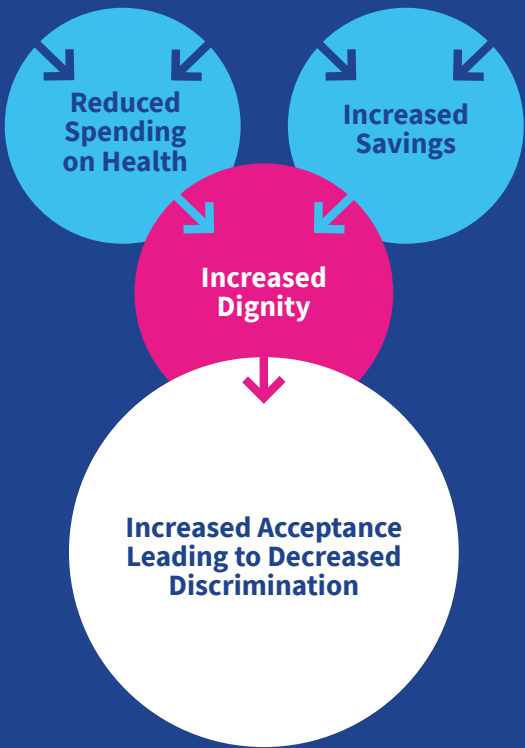 Reduced
Spending
on Health
Increased
Savings
Increased
Dignity
Increased Acceptance
Leading to Decreased
Discrimination